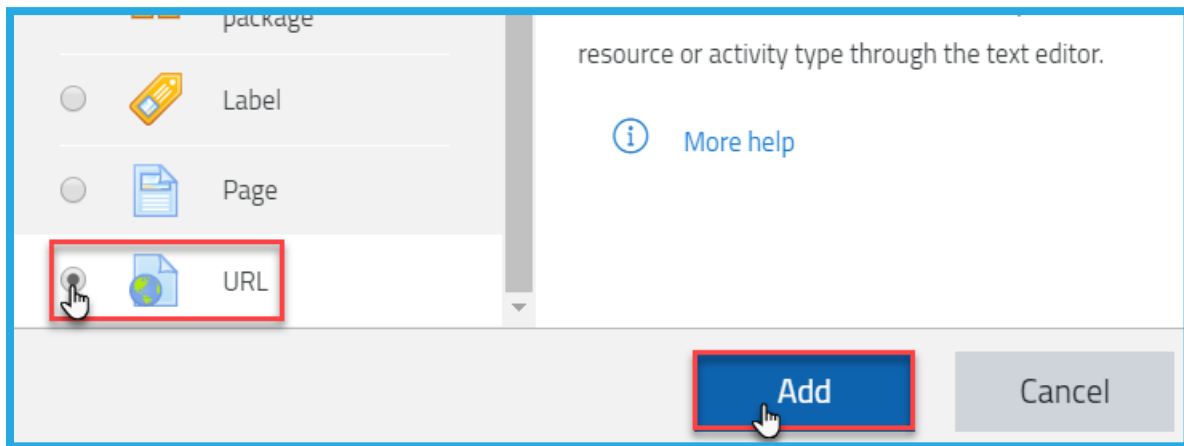 package
resource or activity type through the text editor.
Label
More help
Page
URL
Add
Cancel